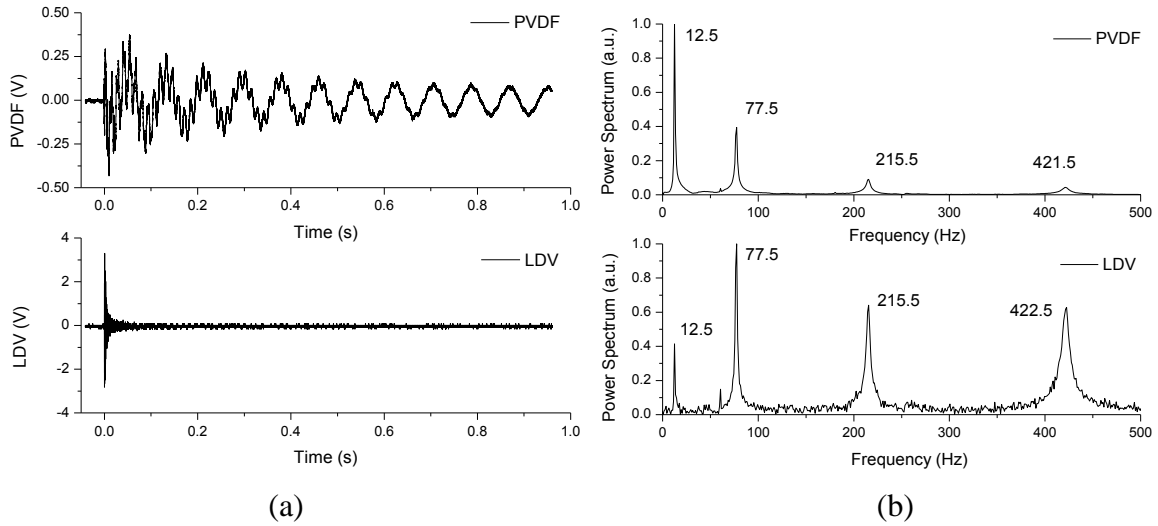 0.50
0.25
0.00
-0.25
-0.50
PVDF (V)
PVDF
0.0 0.2 0.4 0.6 0.8 1.0
Time (s)
4
2
0
-2
-4
LDV (V)
LDV
0.0 0.2 0.4 0.6 0.8 1.0
Time (s)
(a)
1.0
0.8
0.6
0.4
0.2
0.0
Power Spectrum (a.u.)
12.5
PVDF
77.5
215.5
421.5
0 100 200 300 400 500
Frequency (Hz)
1.0
0.8
0.6
0.4
0.2
0.0
Power Spectrum (a.u.)
77.5
LDV
215.5
422.5
12.5
0 100 200 300 400 500
Frequency (Hz)
(b)